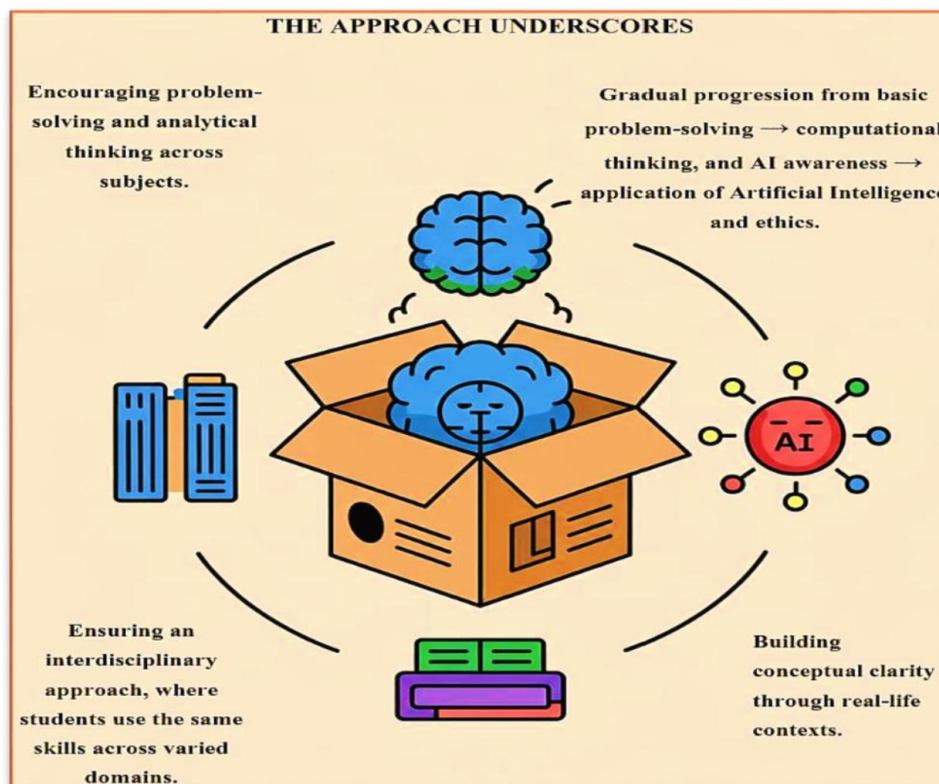 THE APPROACH UNDERSCORES
Encouraging problem-
solving and analytical
thinking across
subjects.
Gradual progression from basic
problem-solving → computational
thinking, and AI awareness →
application of Artificial Intelligence
and ethics.
AI
Ensuring an
interdisciplinary
approach, where
students use the same
skills across varied
domains.
Building
conceptual clarity
through real-life
contexts.